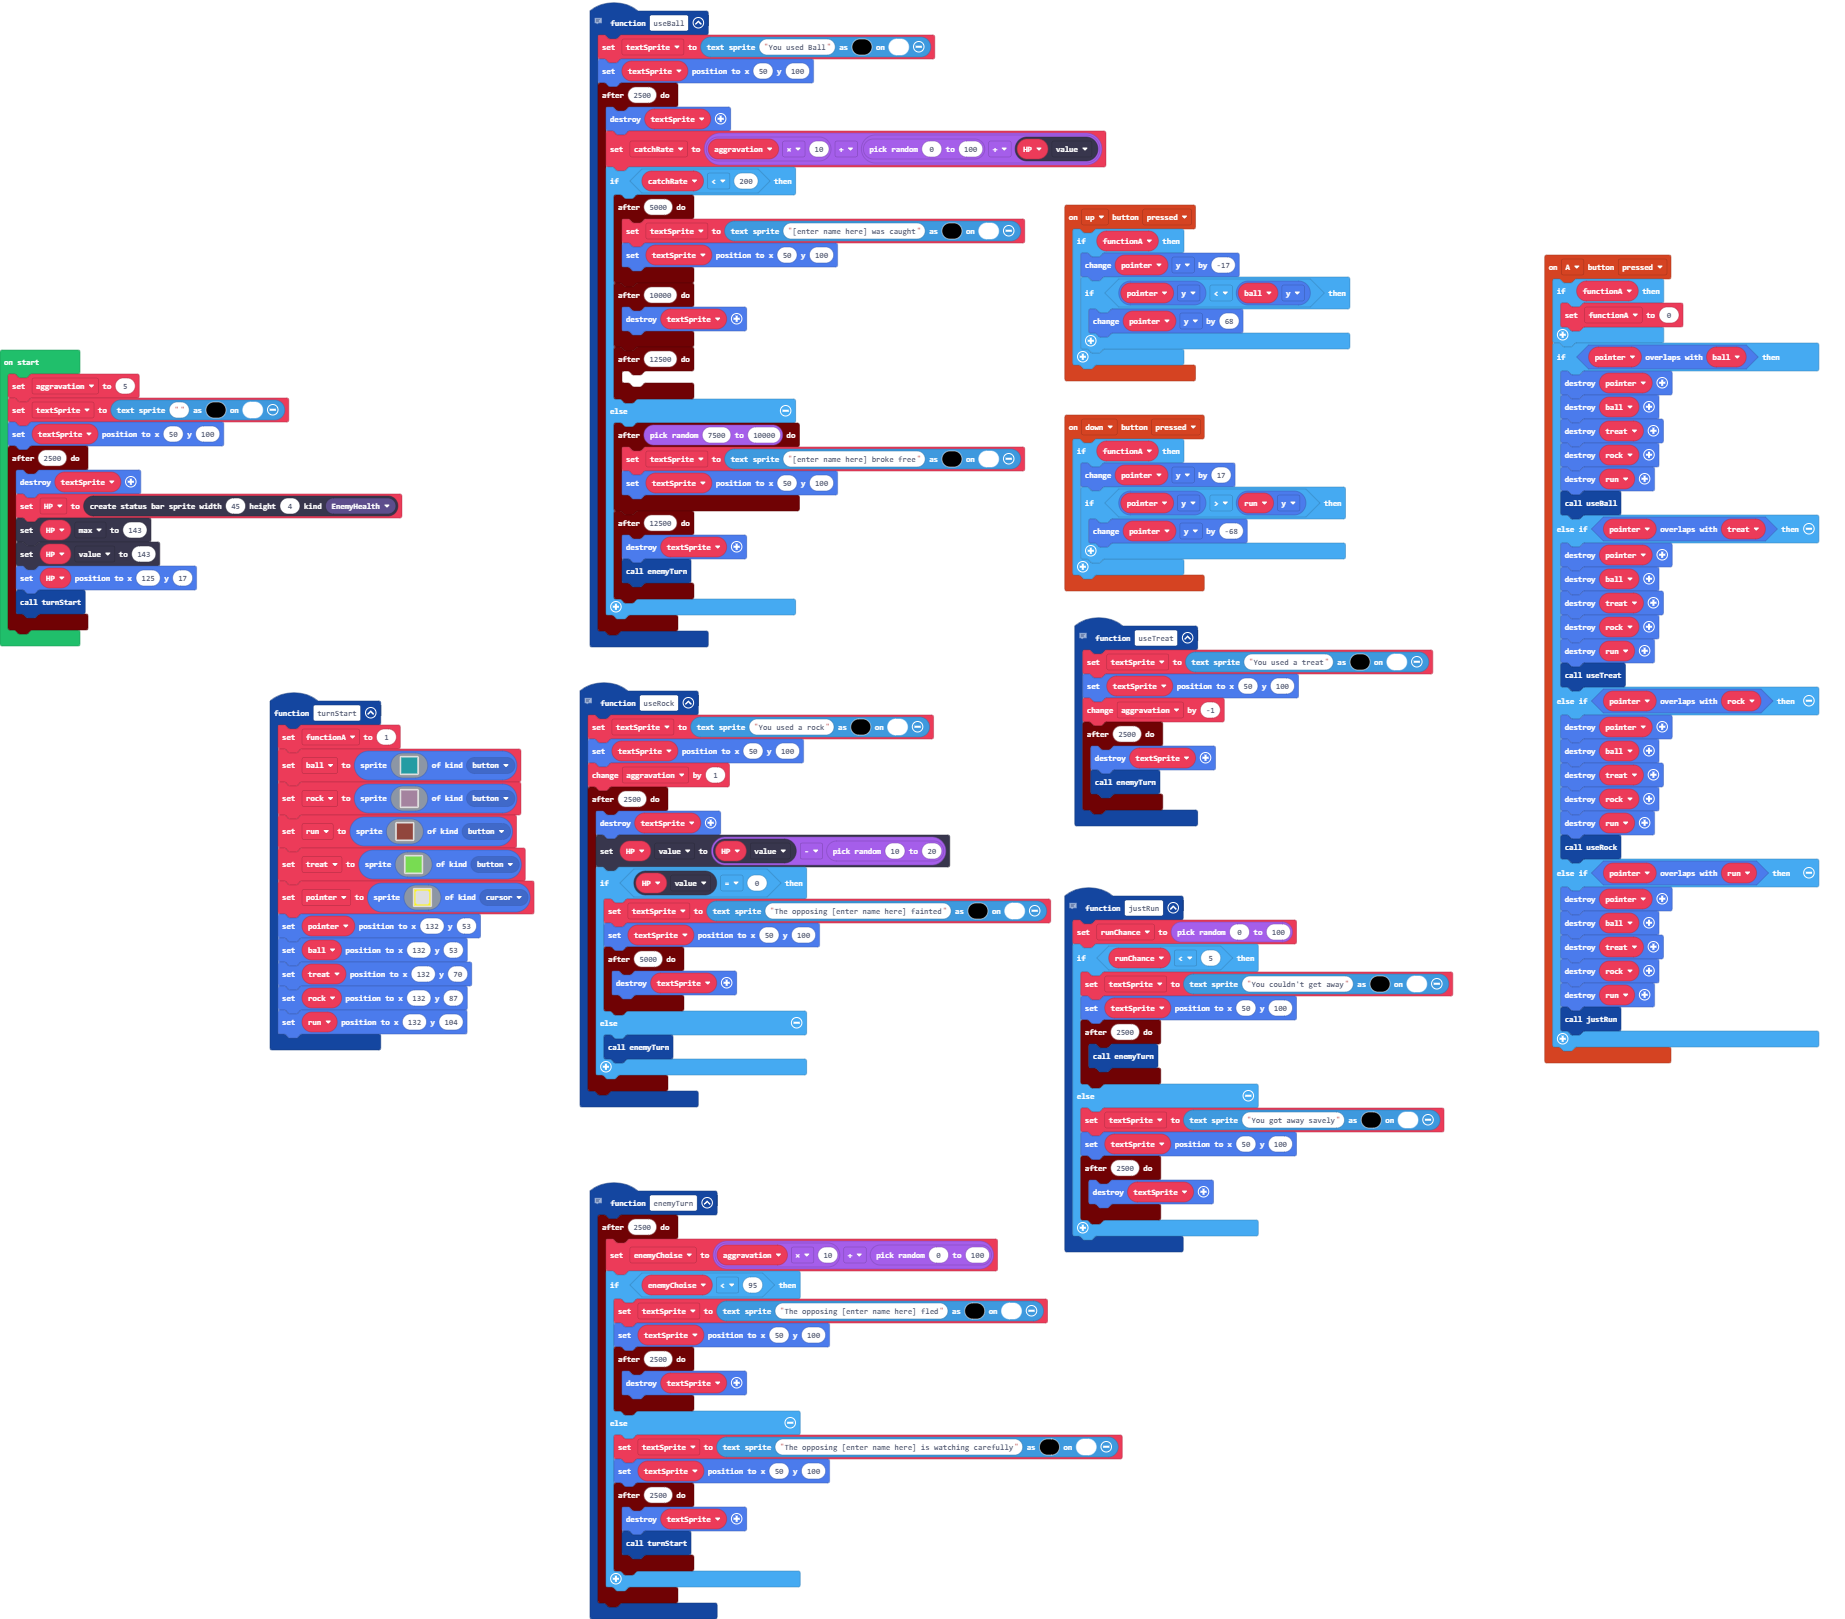 on start
set aggravation to 5
set textSprite to text sprite " " as on
set textSprite position to x 50 y 100
after 2500 do
destroy textSprite
set HP to create status bar sprite width 45 height 4 kind EnemyHealth
set HP max to 143
set HP value to 143
set HP position to x 125 y 17
call turnStart
function turnStart
set functionA to 1
set ball to sprite of kind button
set rock to sprite of kind button
set run to sprite of kind button
set treat to sprite of kind button
set pointer to sprite of kind cursor
set pointer position to x 132 y 53
set ball position to x 132 y 53
set treat position to x 132 y 70
set rock position to x 132 y 87
set run position to x 132 y 104
function useBall
set textSprite to text sprite "You used Ball" as on
set textSprite position to x 50 y 100
after 2500 do
destroy textSprite
set catchRate to aggravation × 10 ÷ pick random 0 to 100 + HP value
if catchRate < 200 then
after 5000 do
set textSprite to text sprite "[enter name here] was caught" as on
set textSprite position to x 50 y 100
after 10000 do
destroy textSprite
after 12500 do
else
after pick random 7500 to 10000 do
set textSprite to text sprite "[enter name here] broke free" as on
set textSprite position to x 50 y 100
after 12500 do
destroy textSprite
call enemyTurn
function useRock
set textSprite to text sprite "You used a rock" as on
set textSprite position to x 50 y 100
change aggravation by 1
after 2500 do
destroy textSprite
set HP value to HP value - pick random 10 to 20
if HP value = 0 then
set textSprite to text sprite "The opposing [enter name here] fainted" as on
set textSprite position to x 50 y 100
after 5000 do
destroy textSprite
else
call enemyTurn
function enemyTurn
after 2500 do
set enemyChoise to aggravation × 10 + pick random 0 to 100
if enemyChoise < 95 then
set textSprite to text sprite "The opposing [enter name here] fled" as on
set textSprite position to x 50 y 100
after 2500 do
destroy textSprite
else
set textSprite to text sprite "The opposing [enter name here] is watching carefully" as on
set textSprite position to x 50 y 100
after 2500 do
destroy textSprite
call turnStart
on up button pressed
if functionA then
change pointer y by -17
if pointer y < ball y then
change pointer y by 68
on down button pressed
if functionA then
change pointer y by 17
if pointer y > run y then
change pointer y by -68
function useTreat
set textSprite to text sprite "You used a treat" as on
set textSprite position to x 50 y 100
change aggravation by -1
after 2500 do
destroy textSprite
call enemyTurn
function justRun
set runChance to pick random 0 to 100
if runChance < 5 then
set textSprite to text sprite "You couldn't get away" as on
set textSprite position to x 50 y 100
after 2500 do
call enemyTurn
else
set textSprite to text sprite "You got away savely" as on
set textSprite position to x 50 y 100
after 2500 do
destroy textSprite
on A button pressed
if functionA then
set functionA to 0
if pointer overlaps with ball then
destroy pointer
destroy ball
destroy treat
destroy rock
destroy run
call useBall
else if pointer overlaps with treat then
destroy pointer
destroy ball
destroy treat
destroy rock
destroy run
call useTreat
else if pointer overlaps with rock then
destroy pointer
destroy ball
destroy treat
destroy rock
destroy run
call useRock
else if pointer overlaps with run then
destroy pointer
destroy ball
destroy treat
destroy rock
destroy run
call justRun